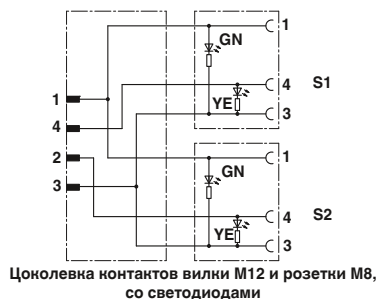 1
GN
4
S1
1
YE
3
4
2
1
GN
3
4
S2
YE
3
Цоколевка контактов вилки M12 и розетки M8,
со светодиодами